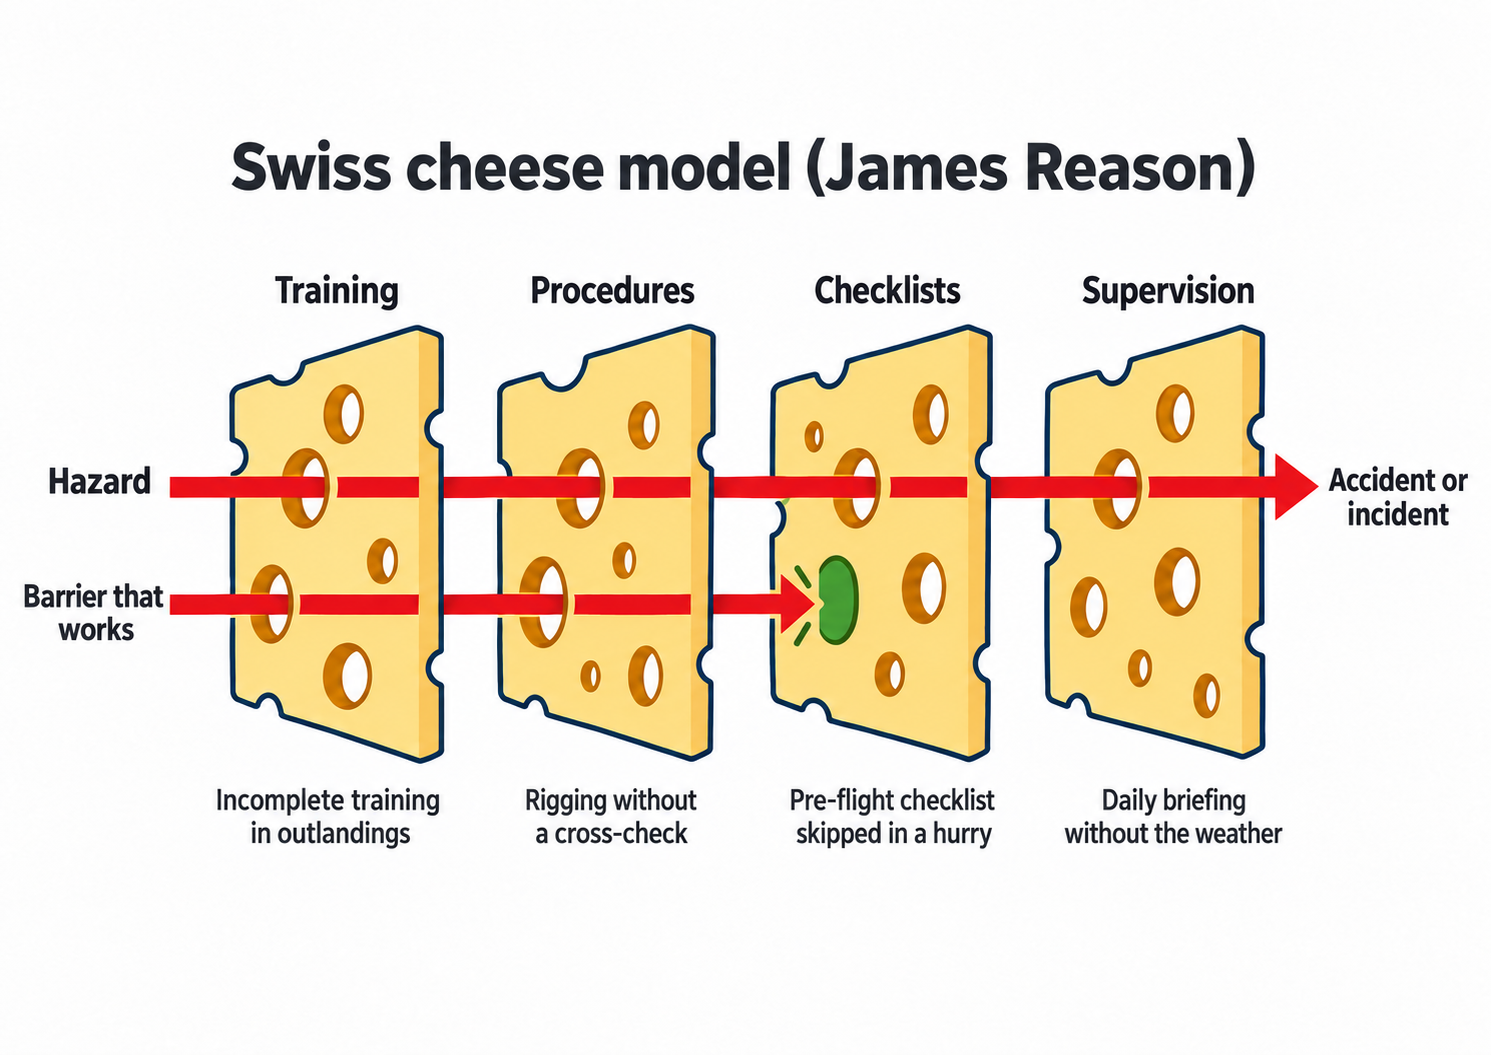 Swiss cheese model (James Reason)
Training
Procedures
Checklists
Supervision
Hazard
Accident or
incident
Barrier that
works
Incomplete training
in outlandings
Rigging without
a cross-check
Pre-flight checklist
skipped in a hurry
Daily briefing
without the weather